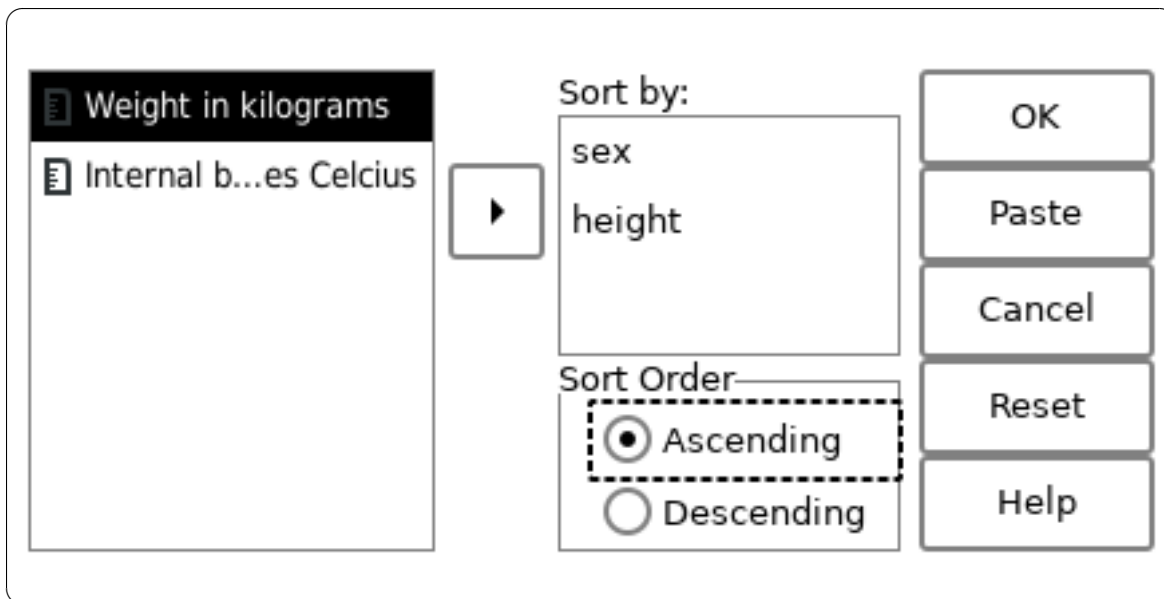 Weight in kilograms
Internal b...es Celcius
Sort by:
sex
height
Sort Order
Ascending
Descending
OK
Paste
Cancel
Reset
Help